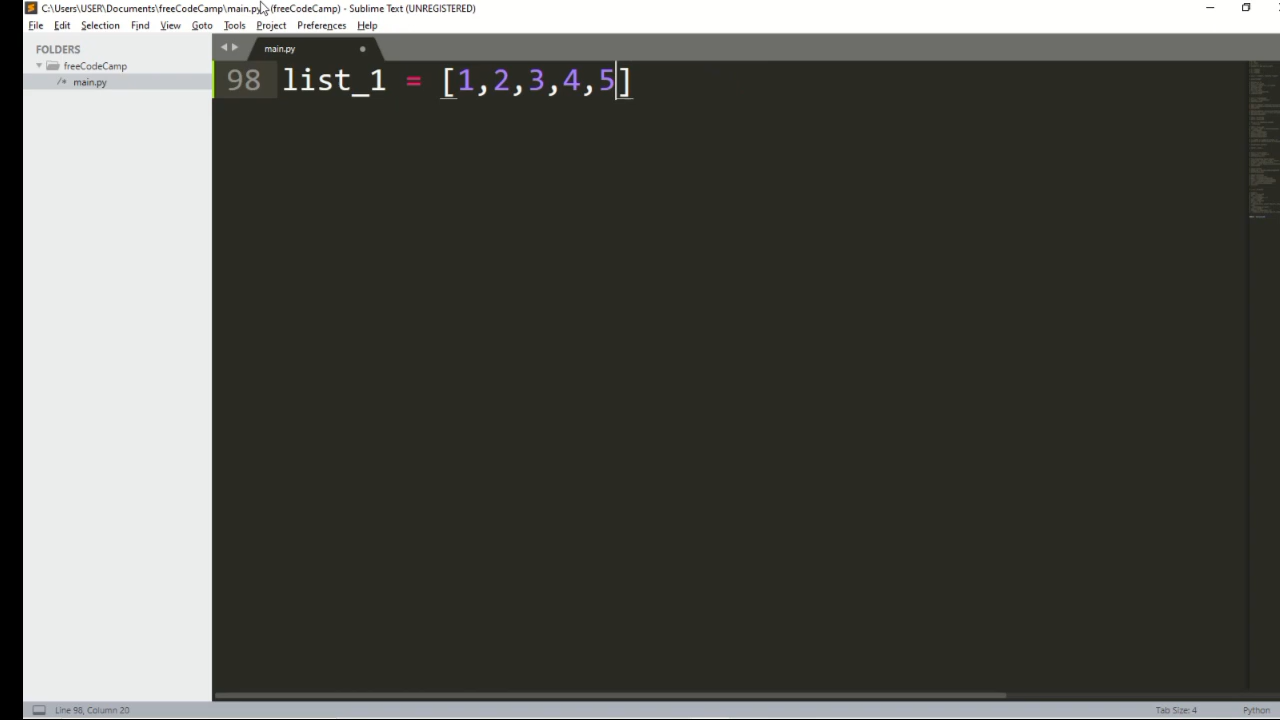 C:\Users\USER\Documents\freeCodeCamp\main.py (freeCodeCamp) - Sublime Text (UNREGISTERED)
File Edit Selection Find View Goto Tools Project Preferences Help
FOLDERS
freeCodeCamp
/* main.py
main.py
98 list_1 = [1,2,3,4,5]
Line 98, Column 20
Tab Size: 4
Python